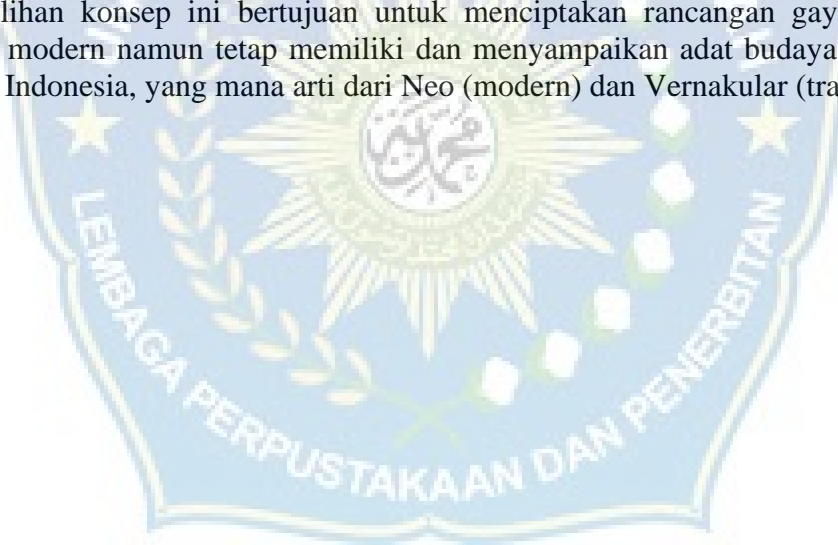 lihan konsep ini bertujuan untuk menciptakan rancangan gay
modern namun tetap memiliki dan menyampaikan adat budaya
Indonesia, yang mana arti dari Neo (modern) dan Vernakular (tra
LEMBAGA PERPUSTAKAAN DAN PENERBITAN